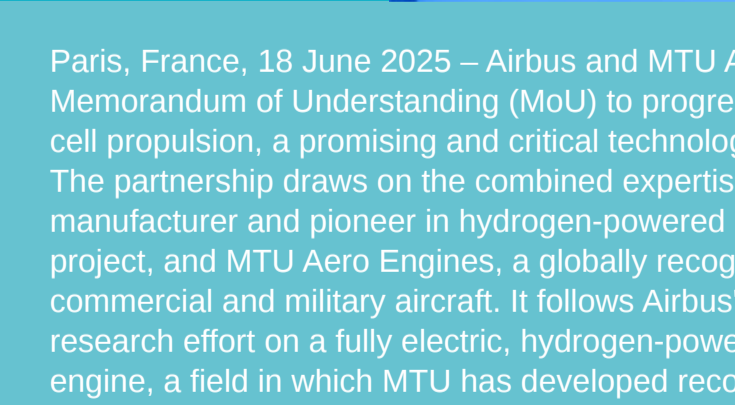 Paris, France, 18 June 2025 – Airbus and MTU A
Memorandum of Understanding (MoU) to progre
cell propulsion, a promising and critical technolog
The partnership draws on the combined expertis
manufacturer and pioneer in hydrogen-powered
project, and MTU Aero Engines, a globally recog
commercial and military aircraft. It follows Airbus'
research effort on a fully electric, hydrogen-powe
engine, a field in which MTU has developed reco